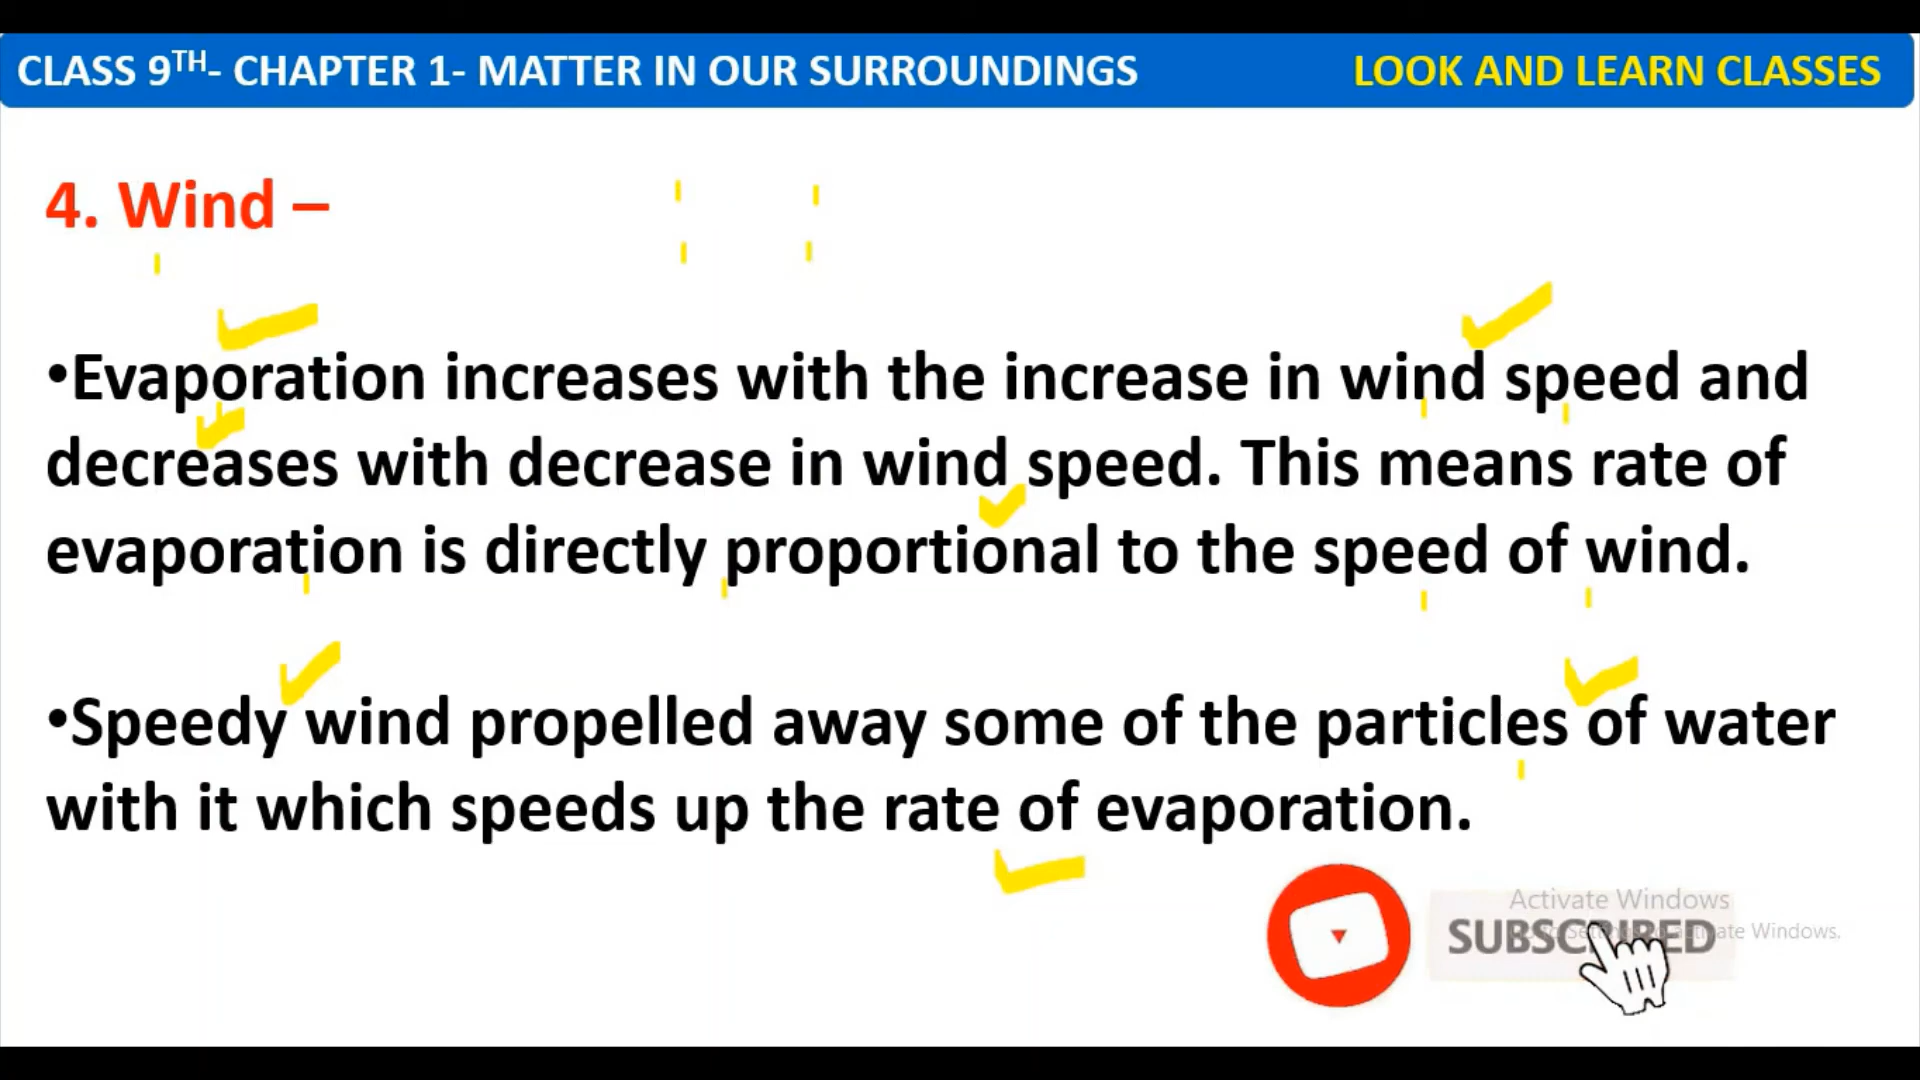 CLASS 9TH- CHAPTER 1- MATTER IN OUR SURROUNDINGS LOOK AND LEARN CLASSES
4. Wind –
•Evaporation increases with the increase in wind speed and
decreases with decrease in wind speed. This means rate of
evaporation is directly proportional to the speed of wind.
•Speedy wind propelled away some of the particles of water
with it which speeds up the rate of evaporation.
Activate Windows
SUBSCRIBED
Windows.